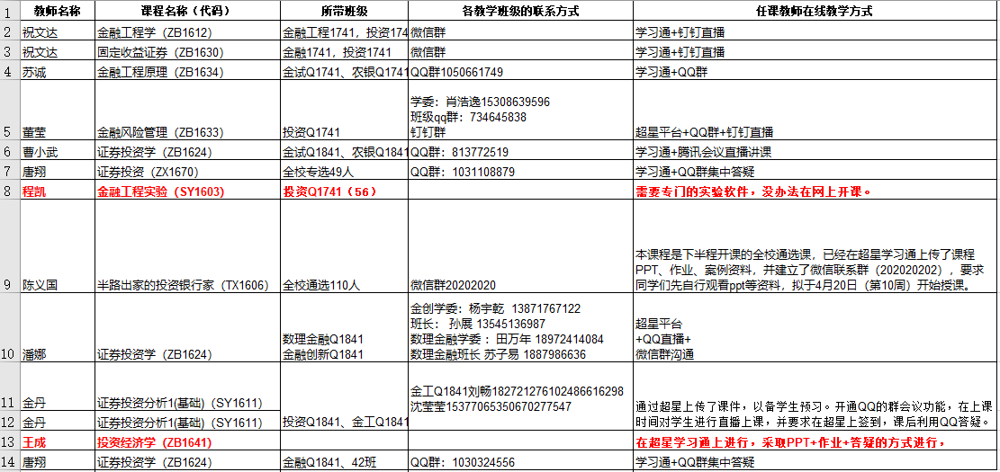 教师名称 课程名称（代码） 所带班级 各教学班级的联系方式 任课教师在线教学方式
1
2 祝文达 金融工程学（ZB1612） 金融工程1741，投资174 微信群 学习通+钉钉直播
3 祝文达 固定收益证券（ZB1630） 金融1741，投资1741 微信群 学习通+钉钉直播
4 苏诚 金融工程原理（ZB1634） 金试Q1741、农银Q1741 QQ群1050661749 学习通+QQ群
学委：肖浩逸15308639596
班级qq群：734645838
5 董莹 金融风险管理（ZB1633） 投资Q1741 钉钉群 超星平台+QQ群+钉钉直播
6 曹小武 证券投资学（ZB1624） 金试Q1841、农银Q1841 QQ群：813772519 学习通+腾讯会议直播讲课
7 唐翔 证券投资（ZX1670） 全校专选49人 QQ群：1031108879 学习通+QQ群集中答疑
8 程凯 金融工程实验（SY1603） 投资Q1741（56） 需要专门的实验软件，没办法在网上开课。
本课程是下半程开课的全校通选课，已经在超星学习通上传了课程
PPT、作业、案例资料，并建立了微信联系群（202020202），要求
9 陈义国 半路出家的投资银行家（TX1606） 全校通选110人 微信群20202020 同学们先自行观看ppt等资料，拟于4月20日（第10周）开始授课。
金创学委：杨宇乾 13871767122
班长： 孙展 13545136987 超星平台
数理金融Q1841 数理金融学委 ：田万年 18972414084 +QQ直播+
10 潘娜 证券投资学（ZB1624） 金融创新Q1841 数理金融班长 苏子易 1887986636 微信群沟通
金工Q1841刘畅182721276102486616298
11 金丹 证券投资分析1(基础)（SY1611） 沈莹莹15377065350670277547 通过超星上传了课件，以备学生预习。开通QQ的群会议功能，在上课
12 金丹 证券投资分析1(基础)（SY1611） 投资Q1841、金工Q1841 时间对学生进行直播上课，并要求在超星上签到，课后利用QQ答疑。
13 王成 投资经济学（ZB1641） 在超星学习通上进行，采取PPT+作业+答疑的方式进行，
14 唐翔 证券投资学（ZB1624） 金融Q1841、42班 QQ群：1030324556 学习通+QQ群集中答疑